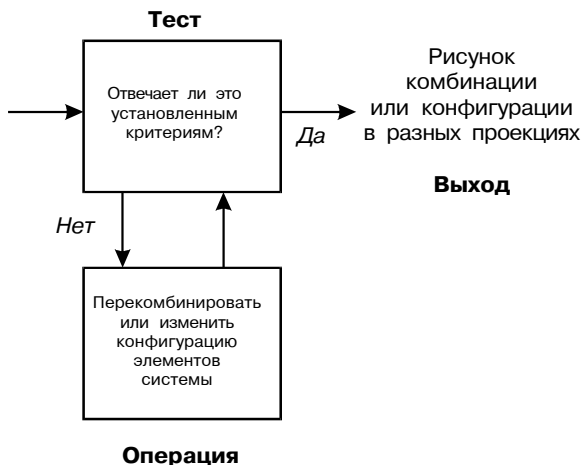 Тест
Отвечает ли это
установленным
критериям?
Да
Рисунок
комбинации
или конфигурации
в разных проекциях
Выход
Нет
Перекомбинировать
или изменить
конфигурацию
элементов
системы
Операция